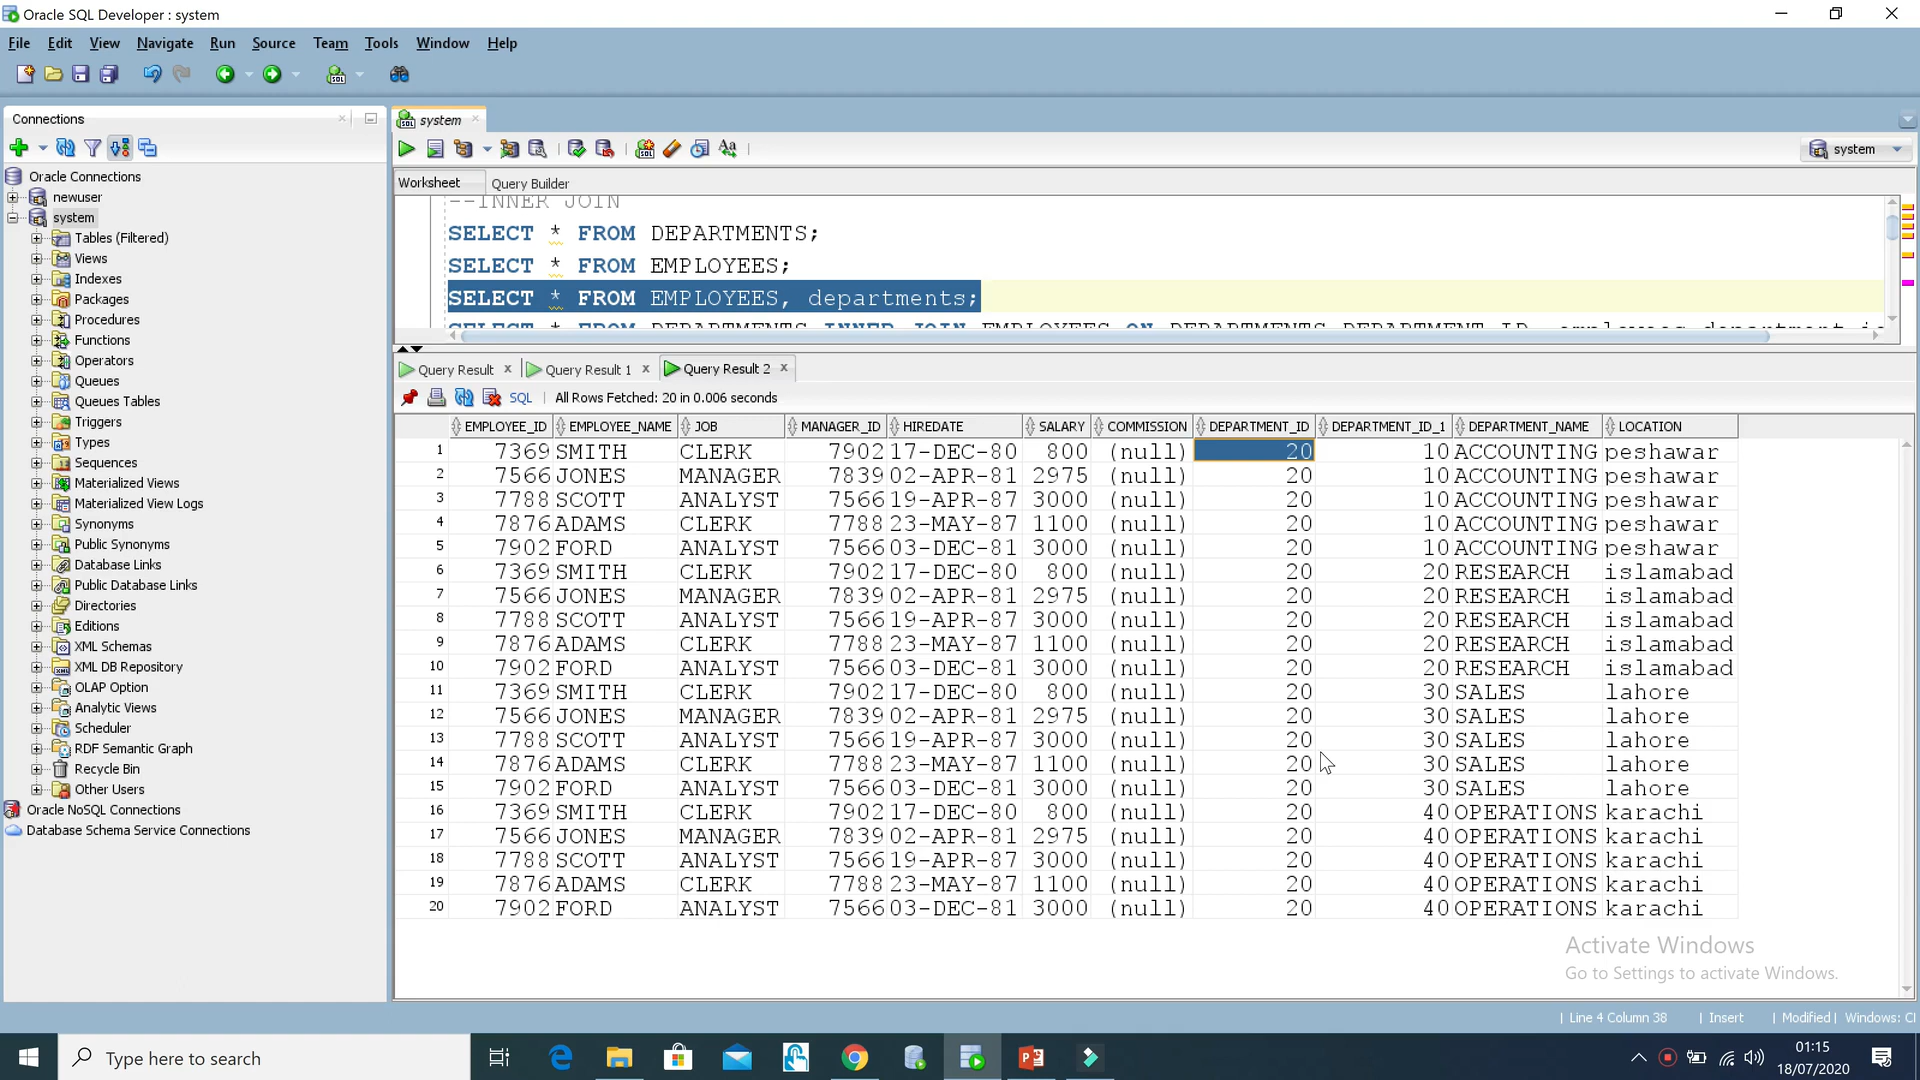 Oracle SQL Developer : system
File Edit View Navigate Run Source Team Tools Window Help
Connections
Oracle Connections
newuser
system
Tables (Filtered)
Views
Indexes
Packages
Procedures
Functions
Operators
Queues
Queues Tables
Triggers
Types
Sequences
Materialized Views
Materialized View Logs
Synonyms
Public Synonyms
Database Links
Public Database Links
Directories
Editions
XML Schemas
XML DB Repository
OLAP Option
Analytic Views
Scheduler
RDF Semantic Graph
Recycle Bin
Other Users
Oracle NoSQL Connections
Database Schema Service Connections
system
system
Worksheet Query Builder
--INNER JOIN
SELECT * FROM DEPARTMENTS;
SELECT * FROM EMPLOYEES;
SELECT * FROM EMPLOYEES, departments;
SELECT * FROM DEPARTMENTS INNER JOIN EMPLOYEES ON DEPARTMENTS.DEPARTMENT_ID
Query Result Query Result 1 Query Result 2
SQL All Rows Fetched: 20 in 0.006 seconds
EMPLOYEE_ID EMPLOYEE_NAME JOB MANAGER_ID HIREDATE SALARY COMMISSION DEPARTMENT_ID DEPARTMENT_ID_1 DEPARTMENT_NAME LOCATION
1 7369 SMITH CLERK 7902 17-DEC-80 800 (null) 20 10 ACCOUNTING peshawar
2 7566 JONES MANAGER 7839 02-APR-81 2975 (null) 20 10 ACCOUNTING peshawar
3 7788 SCOTT ANALYST 7566 19-APR-87 3000 (null) 20 10 ACCOUNTING peshawar
4 7876 ADAMS CLERK 7788 23-MAY-87 1100 (null) 20 10 ACCOUNTING peshawar
5 7902 FORD ANALYST 7566 03-DEC-81 3000 (null) 20 10 ACCOUNTING peshawar
6 7369 SMITH CLERK 7902 17-DEC-80 800 (null) 20 20 RESEARCH islamabad
7 7566 JONES MANAGER 7839 02-APR-81 2975 (null) 20 20 RESEARCH islamabad
8 7788 SCOTT ANALYST 7566 19-APR-87 3000 (null) 20 20 RESEARCH islamabad
9 7876 ADAMS CLERK 7788 23-MAY-87 1100 (null) 20 20 RESEARCH islamabad
10 7902 FORD ANALYST 7566 03-DEC-81 3000 (null) 20 20 RESEARCH islamabad
11 7369 SMITH CLERK 7902 17-DEC-80 800 (null) 20 30 SALES lahore
12 7566 JONES MANAGER 7839 02-APR-81 2975 (null) 20 30 SALES lahore
13 7788 SCOTT ANALYST 7566 19-APR-87 3000 (null) 20 30 SALES lahore
14 7876 ADAMS CLERK 7788 23-MAY-87 1100 (null) 20 30 SALES lahore
15 7902 FORD ANALYST 7566 03-DEC-81 3000 (null) 20 30 SALES lahore
16 7369 SMITH CLERK 7902 17-DEC-80 800 (null) 20 40 OPERATIONS karachi
17 7566 JONES MANAGER 7839 02-APR-81 2975 (null) 20 40 OPERATIONS karachi
18 7788 SCOTT ANALYST 7566 19-APR-87 3000 (null) 20 40 OPERATIONS karachi
19 7876 ADAMS CLERK 7788 23-MAY-87 1100 (null) 20 40 OPERATIONS karachi
20 7902 FORD ANALYST 7566 03-DEC-81 3000 (null) 20 40 OPERATIONS karachi
Activate Windows
Go to Settings to activate Windows.
Line 4 Column 38 | Insert | Modified | Windows: Cl
Type here to search
01:15
18/07/2020